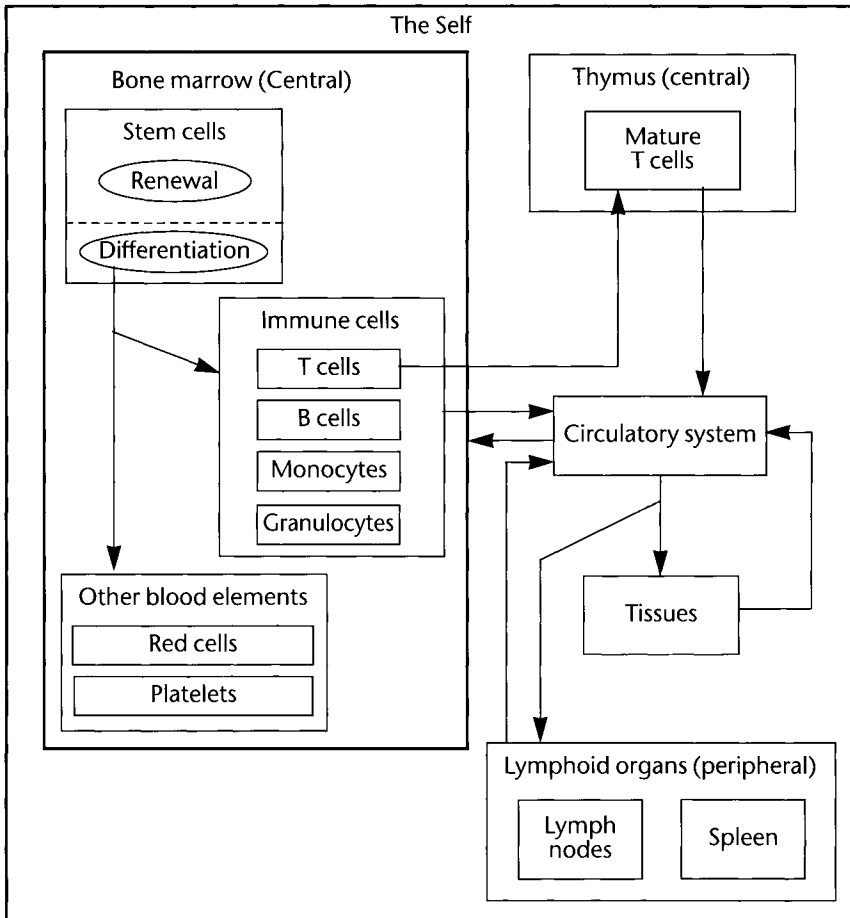 The Self
Bone marrow (Central)
Stem cells
Renewal
Differentiation
Immune cells
T cells
B cells
Monocytes
Granulocytes
Other blood elements
Red cells
Platelets
Thymus (central)
Mature
T cells
Circulatory system
Tissues
Lymphoid organs (peripheral)
Lymph
nodes
Spleen